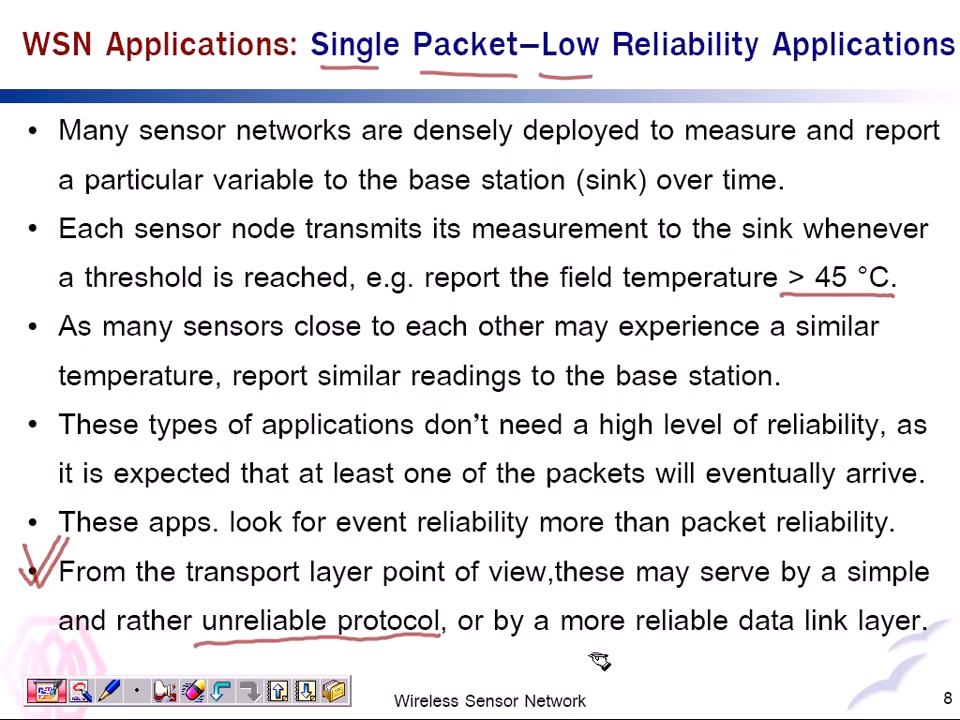 WSN Applications: Single Packet–Low Reliability Applications
• Many sensor networks are densely deployed to measure and report
a particular variable to the base station (sink) over time.
• Each sensor node transmits its measurement to the sink whenever
a threshold is reached, e.g. report the field temperature > 45 °C.
• As many sensors close to each other may experience a similar
temperature, report similar readings to the base station.
• These types of applications don't need a high level of reliability, as
it is expected that at least one of the packets will eventually arrive.
• These apps. look for event reliability more than packet reliability.
• From the transport layer point of view,these may serve by a simple
and rather unreliable protocol, or by a more reliable data link layer.
Wireless Sensor Network
8